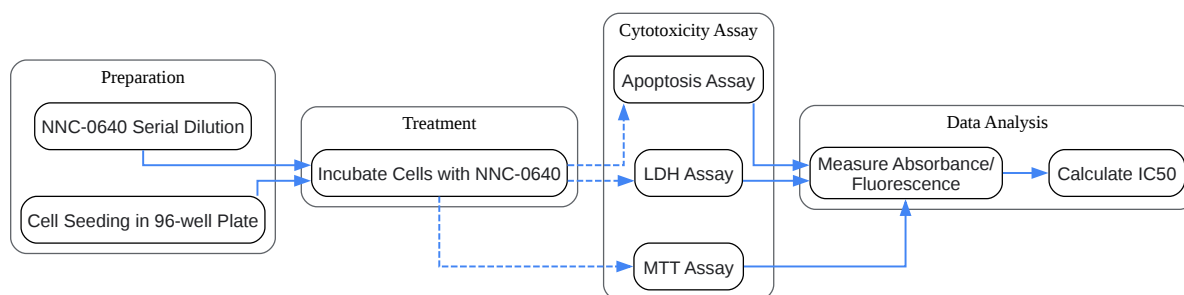 Preparation
NNC-0640 Serial Dilution
Cell Seeding in 96-well Plate
Treatment
Incubate Cells with NNC-0640
Cytotoxicity Assay
Apoptosis Assay
LDH Assay
MTT Assay
Data Analysis
Measure Absorbance/
Fluorescence
Calculate IC50